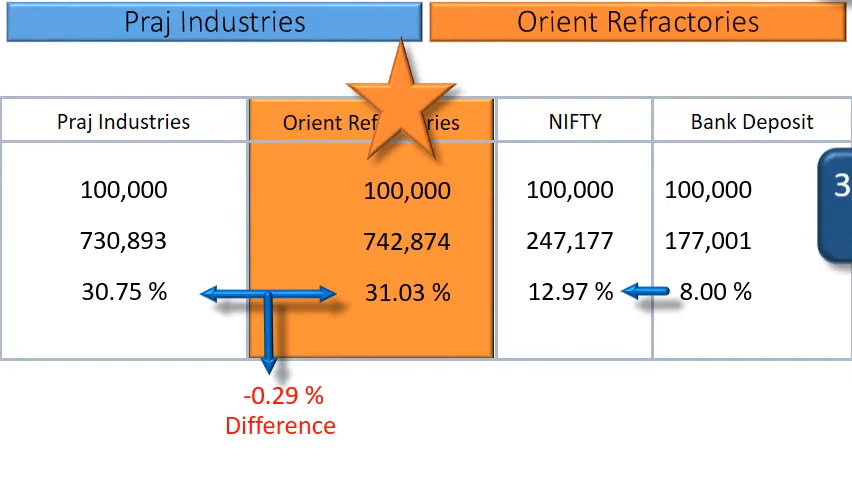 Praj Industries Orient Refractories
Praj Industries Orient Ref ries NIFTY Bank Deposit
100,000 100,000 100,000 100,000
3
730,893 742,874 247,177 177,001
30.75 % 31.03 % 12.97 % 8.00 %
-0.29 %
Difference